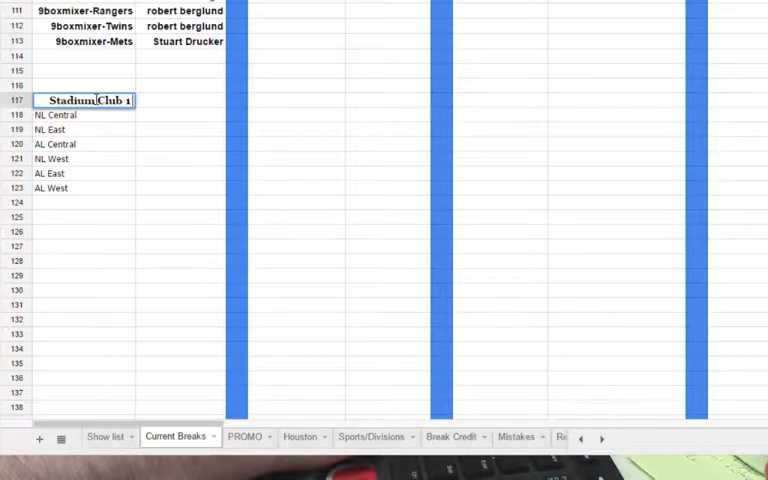 111 9boxmixer-Rangers robert berglund
112 9boxmixer-Twins robert berglund
113 9boxmixer-Mets Stuart Drucker
114
115
116
117 Stadium Club 1
118 NL Central
119 NL East
120 AL Central
121 NL West
122 AL East
123 AL West
124
125
126
127
128
129
130
131
132
133
134
135
136
137
138
Show list Current Breaks PROMO Houston Sports/Divisions Break Credit Mistakes